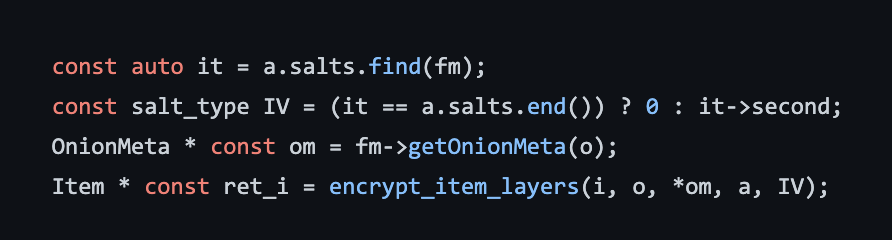 const auto it = a.salts.find(fm);
const salt_type IV = (it == a.salts.end()) ? 0 : it->second;
OnionMeta * const om = fm->getOnionMeta(o);
Item * const ret_i = encrypt_item_layers(i, o, *om, a, IV);